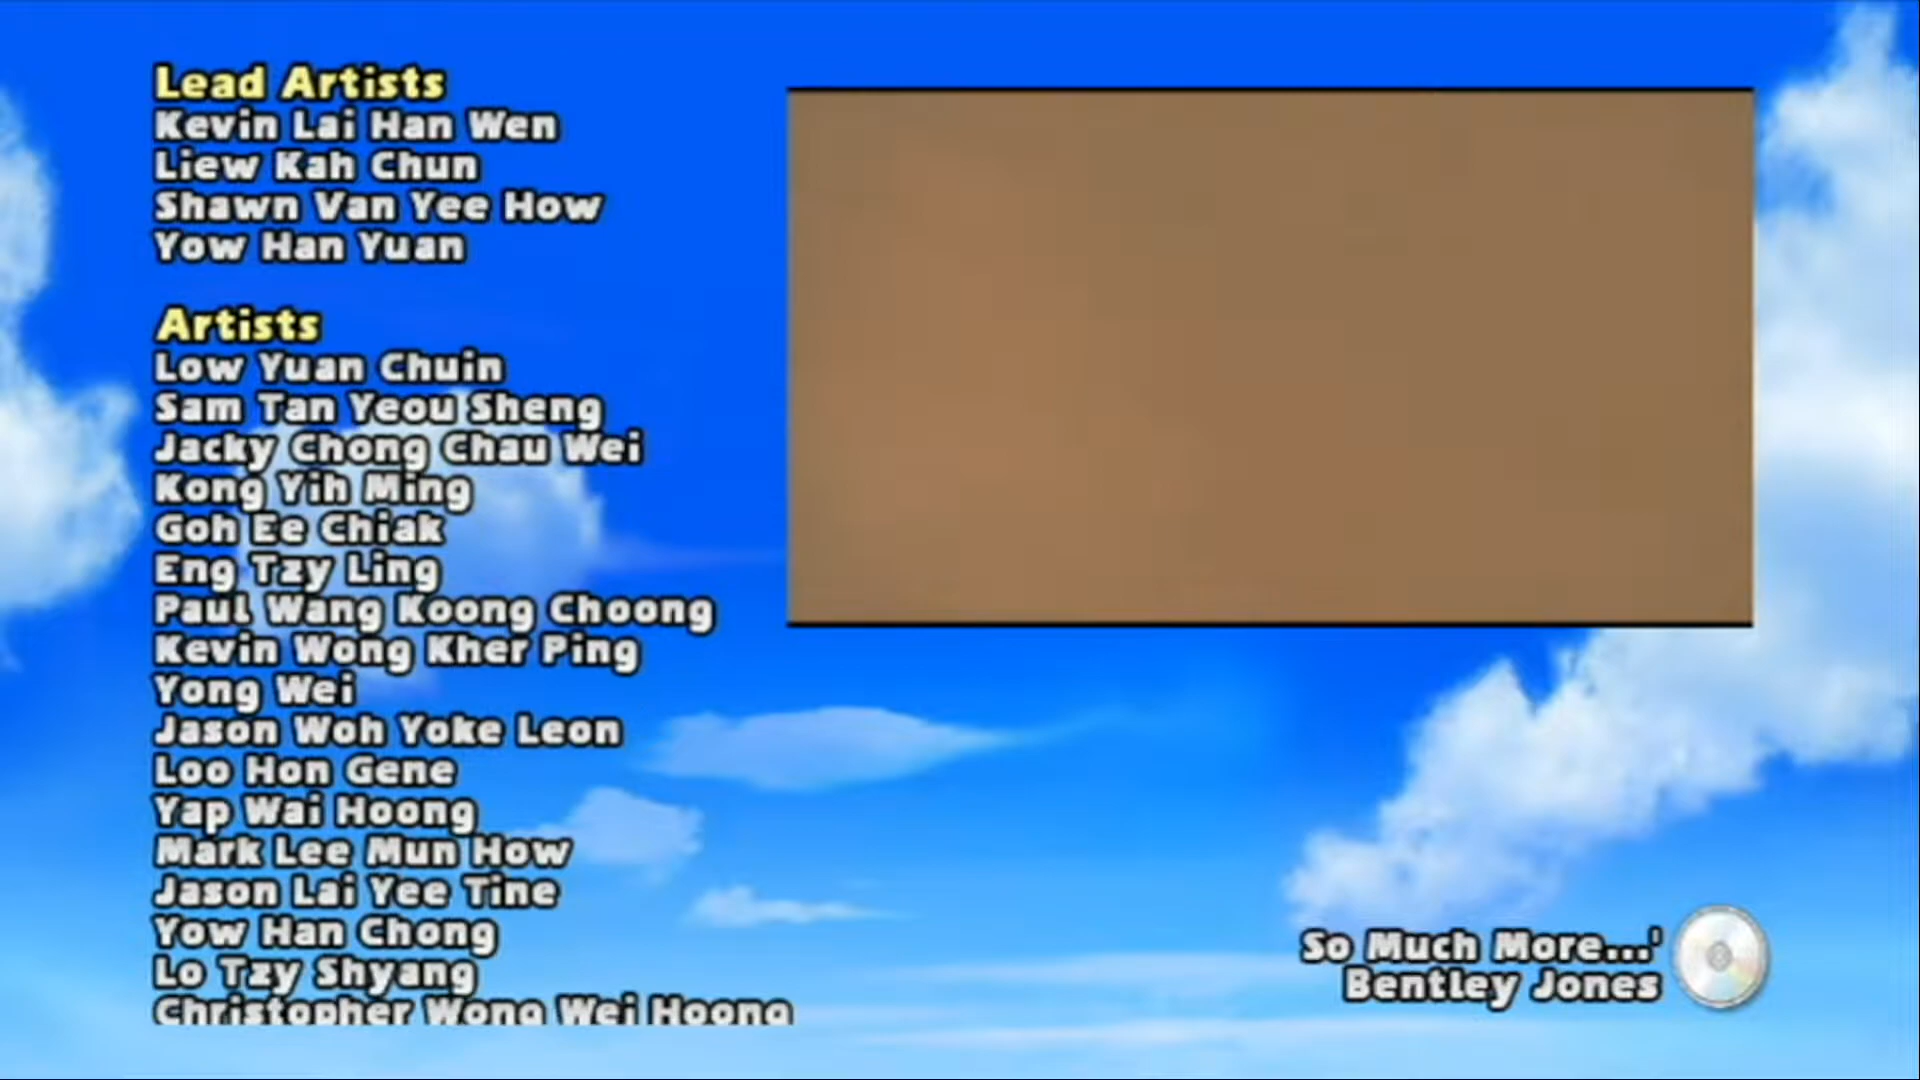 Lead Artists
Kevin Lai Han Wen
Liew Kah Chun
Shawn Van Yee How
Yow Han Yuan
Artists
Low Yuan Chuin
Sam Tan Yeou Sheng
Jacky Chong Chau Wei
Kong Yih Ming
Goh Ee Chiak
Eng Tzy Ling
Paul Wang Koong Choong
Kevin Wong Kher Ping
Yong Wei
Jason Woh Yoke Leon
Loo Hon Gene
Yap Wai Hoong
Mark Lee Mun How
Jason Lai Yee Tine
Yow Han Chong
Lo Tzy Shyang
Christopher Wong Wei Hoong
So Much More...'
Bentley Jones